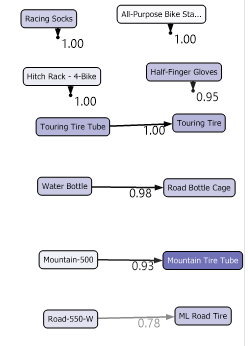 Racing Socks
All-Purpose Bike Sta...
1.00
1.00
Hitch Rack - 4-Bike
Half-Finger Gloves
1.00
0.95
Touring Tire Tube
1.00
Touring Tire
Water Bottle
0.98
Road Bottle Cage
Mountain-500
0.93
Mountain Tire Tube
Road-550-W
0.78
ML Road Tire